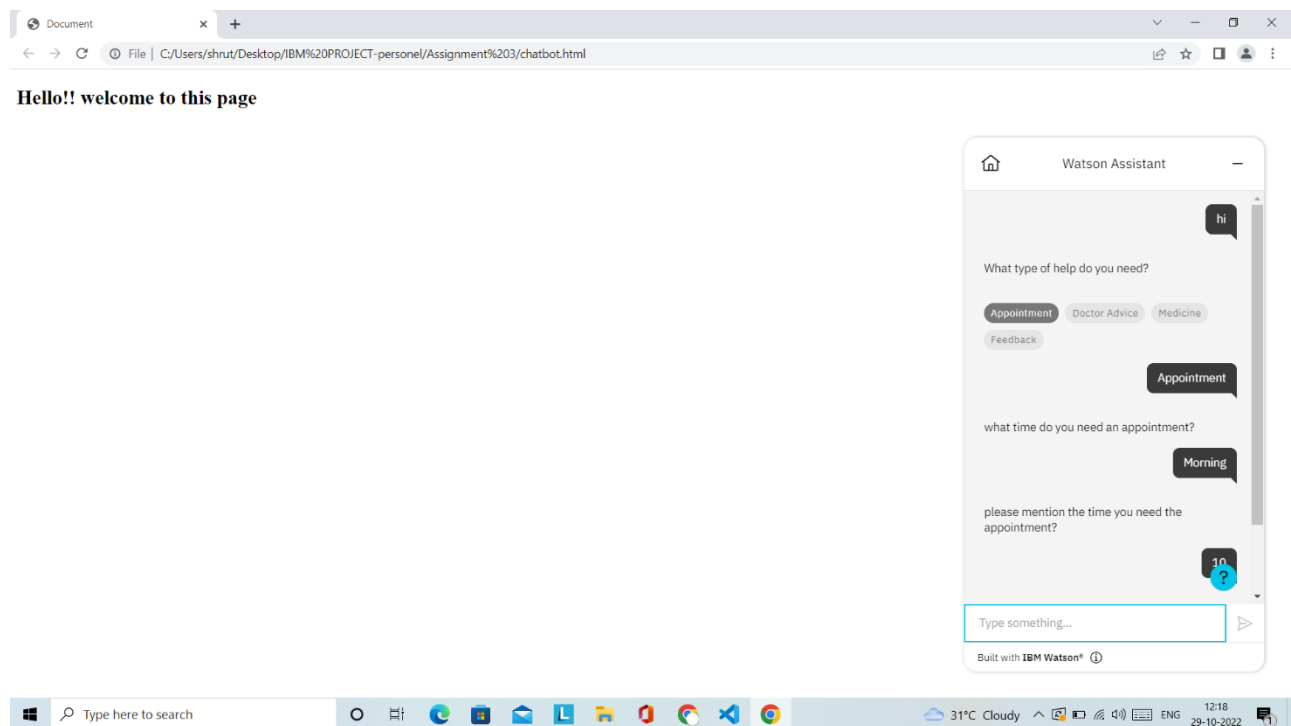 Document
File | C:/Users/shrut/Desktop/IBM%20PROJECT-personel/Assignment%203/chatbot.html
Hello!! welcome to this page
Watson Assistant
hi
What type of help do you need?
Appointment Doctor Advice Medicine
Feedback
Appointment
what time do you need an appointment?
Morning
please mention the time you need the
appointment?
10
?
Type something...
Built with IBM Watson®
Type here to search
L
31°C Cloudy
ENG
12:18
29-10-2022
1